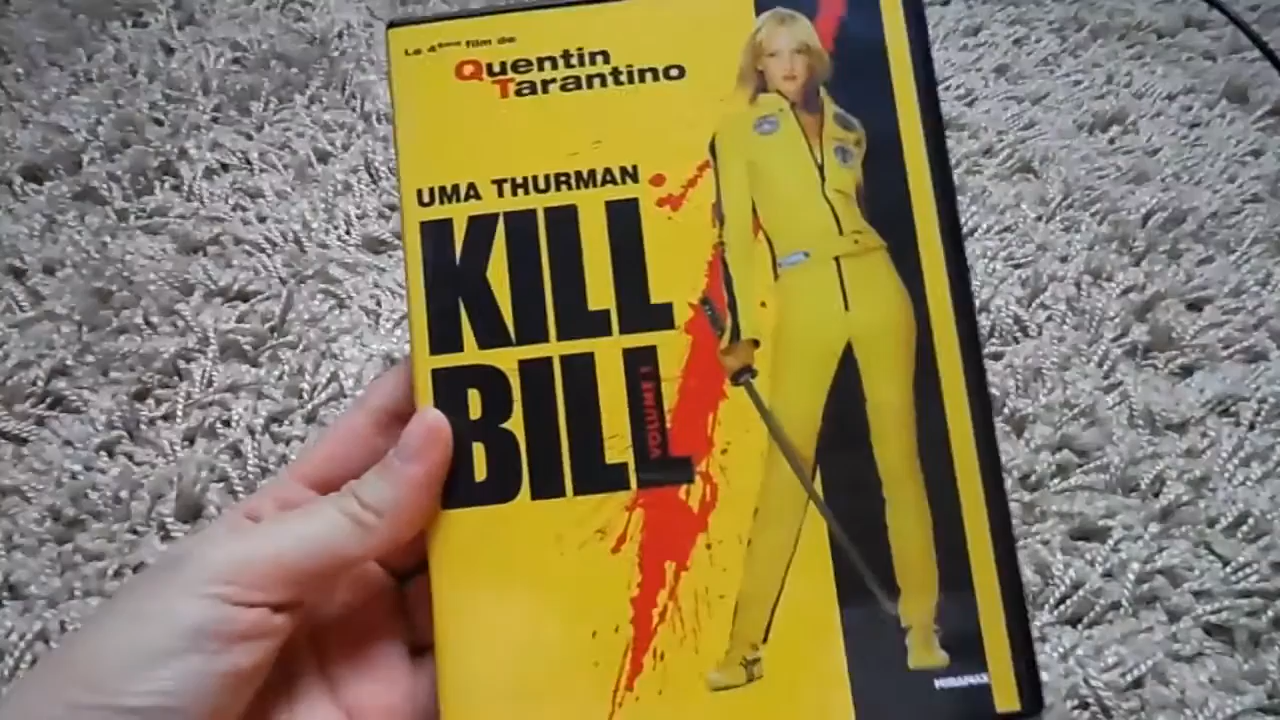 Le 4ème film de
Quentin
Tarantino
UMA THURMAN
KILL
BILL
VOLUME 1
MIRAMAX